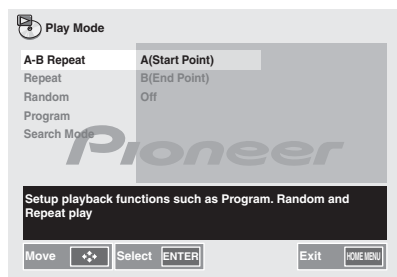 Play Mode
A-B Repeat A(Start Point)
Repeat B(End Point)
Random Off
Program
Search Mode
Pioneer
Setup playback functions such as Program. Random and
Repeat play
Move Select ENTER Exit HOME MENU